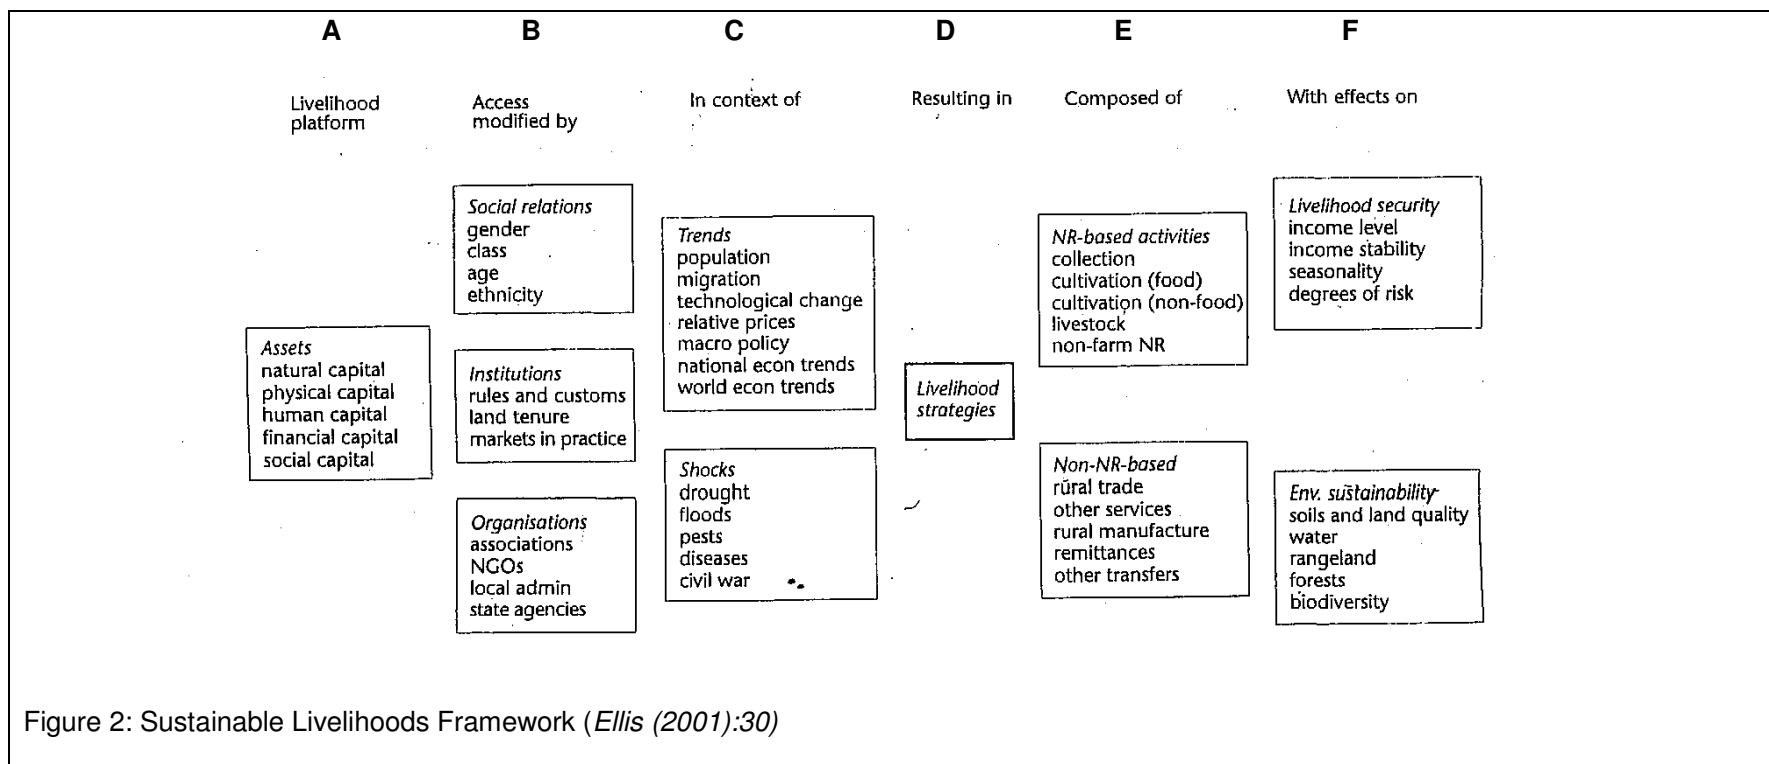 A
B
C
D
E
F
Livelihood
platform
Access
modified by
In context of
Resulting in
Composed of
With effects on
Assets
natural capital
physical capital
human capital
financial capital
social capital
Social relations
gender
class
age
ethnicity
Institutions
rules and customs
land tenure
markets in practice
Organisations
associations
NGOs
local admin
state agencies
Trends
population
migration
technological change
relative prices
macro policy
national econ trends
world econ trends
Shocks
drought
floods
pests
diseases
civil war
Livelihood
strategies
NR-based activities
collection
cultivation (food)
cultivation (non-food)
livestock
non-farm NR
Non-NR-based
rural trade
other services
rural manufacture
remittances
other transfers
Livelihood security
income level
income stability
seasonality
degrees of risk
Env. sustainability
soils and land quality
water
rangeland
forests
biodiversity
Figure 2: Sustainable Livelihoods Framework (Ellis (2001):30)